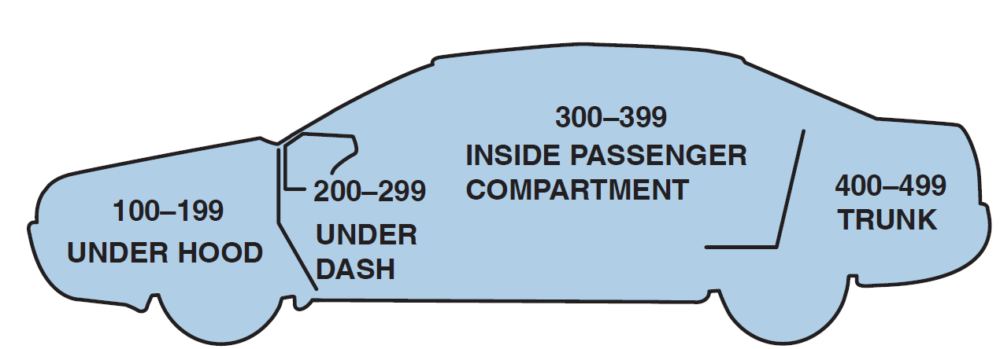 100–199
UNDER HOOD
200–299
UNDER
DASH
300–399
INSIDE PASSENGER
COMPARTMENT
400–499
TRUNK